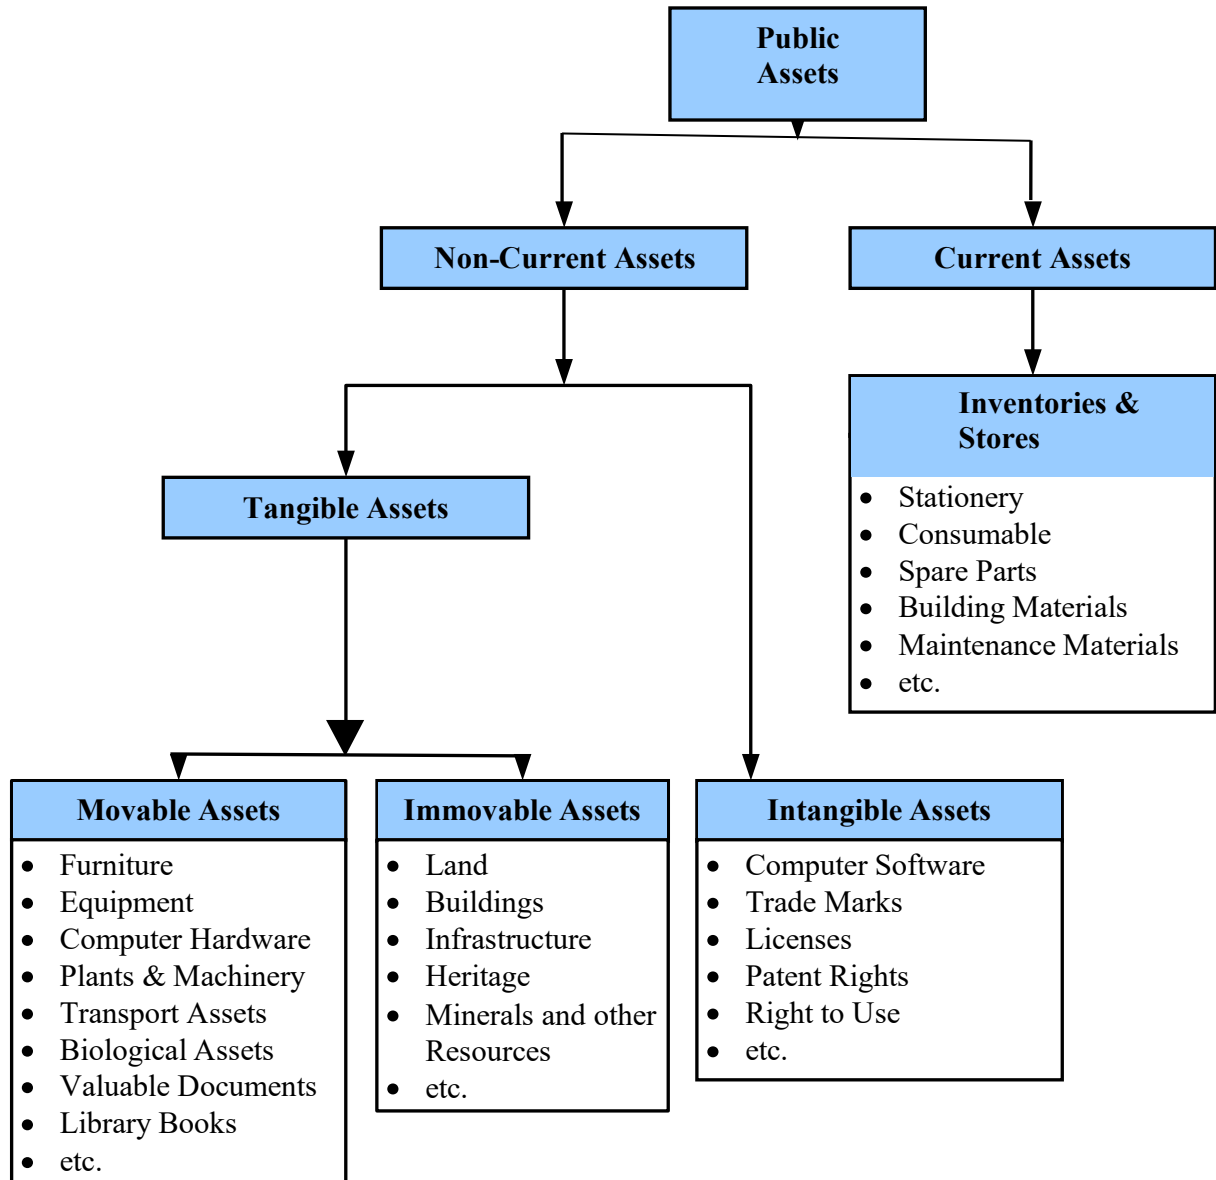 Public
Assets
Non-Current Assets
Current Assets
Inventories &
Stores
• Stationery
• Consumable
• Spare Parts
• Building Materials
• Maintenance Materials
• etc.
Tangible Assets
Movable Assets
• Furniture
• Equipment
• Computer Hardware
• Plants & Machinery
• Transport Assets
• Biological Assets
• Valuable Documents
• Library Books
• etc.
Immovable Assets
• Land
• Buildings
• Infrastructure
• Heritage
• Minerals and other
Resources
• etc.
Intangible Assets
• Computer Software
• Trade Marks
• Licenses
• Patent Rights
• Right to Use
• etc.